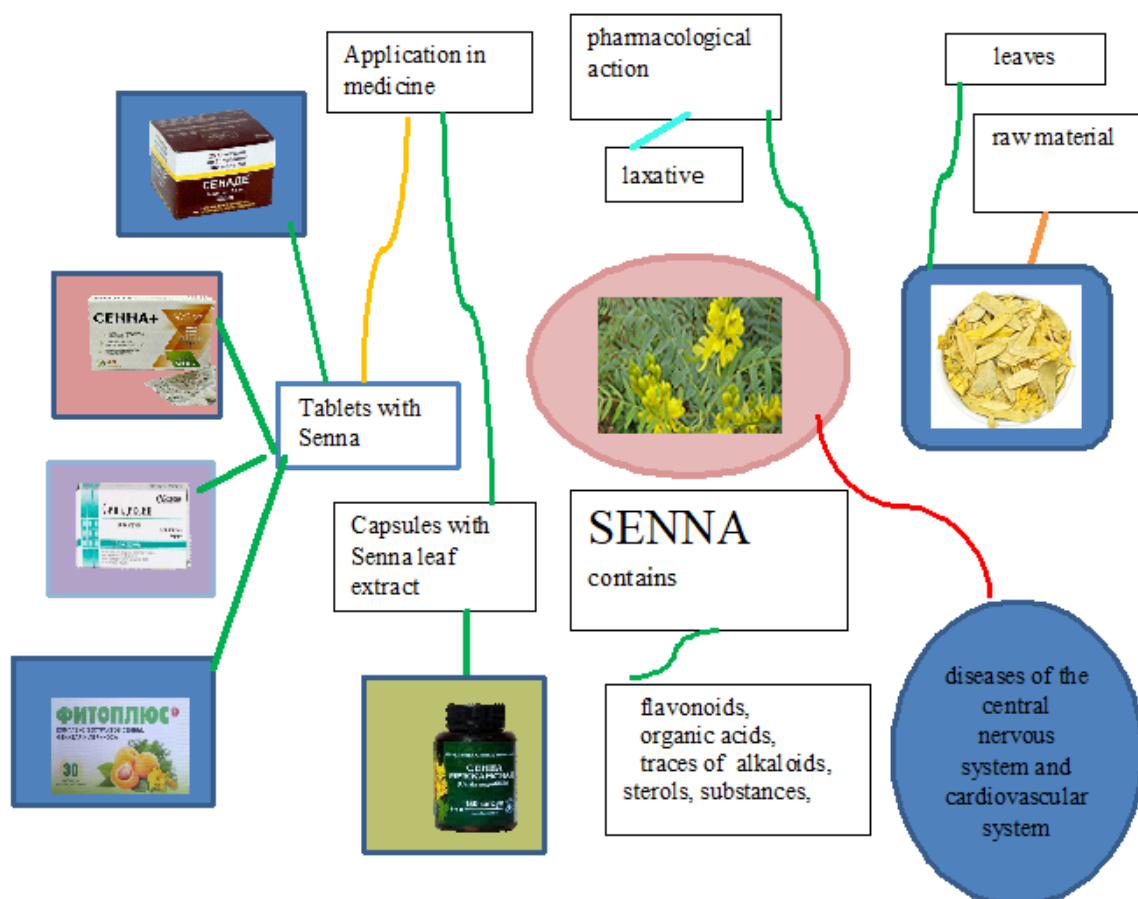 Application in
medicine
pharmacological
action
leaves
raw material
laxative
СЕНАДЕ
СЕННА+
Tablets with
Senna
Capsules with
Senna leaf
extract
SENNA
contains
ФИТОПЛЮС
30
flavonoids,
organic acids,
traces of alkaloids,
sterols, substances,
СЕННА
diseases of the
central
nervous
system and
cardiovascular
system